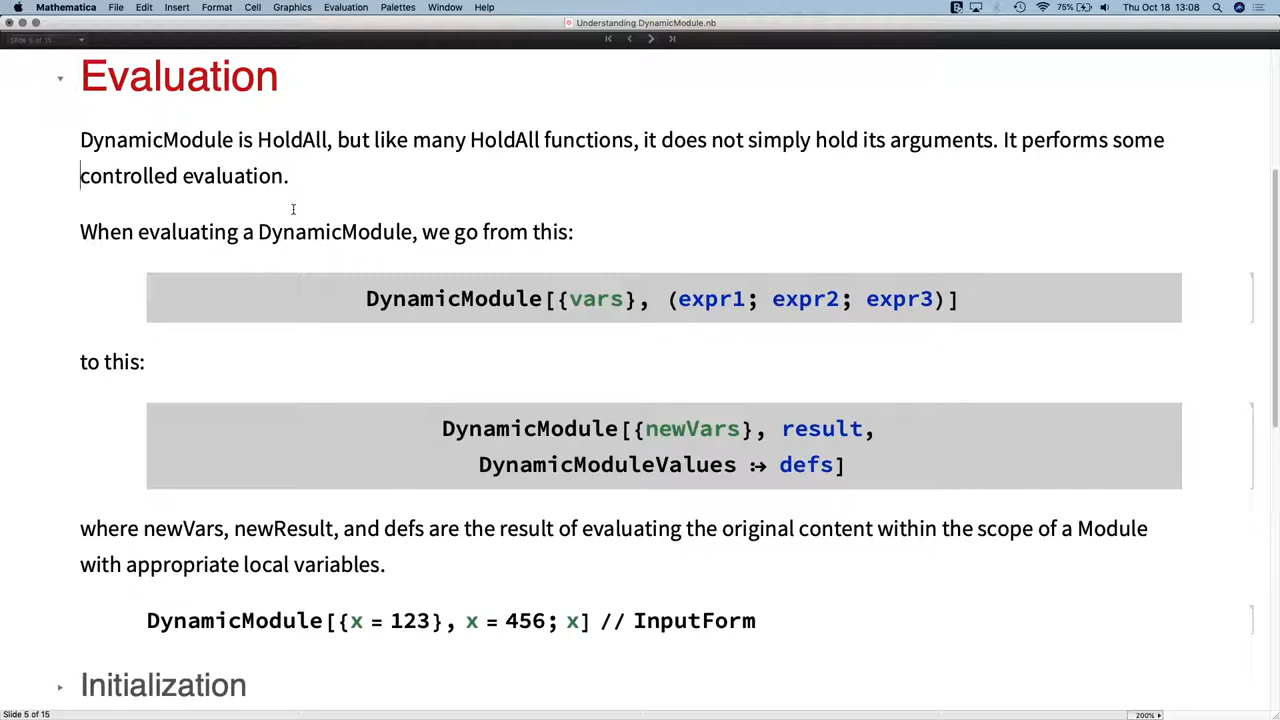 Mathematica File Edit Insert Format Cell Graphics Evaluation Palettes Window Help 75% Thu Oct 18 13:08
Understanding DynamicModule.nb
Slide 5 of 15
Evaluation
DynamicModule is HoldAll, but like many HoldAll functions, it does not simply hold its arguments. It performs some
controlled evaluation.
When evaluating a DynamicModule, we go from this:
DynamicModule[{vars}, (expr1; expr2; expr3)]
to this:
DynamicModule[{newVars}, result,
DynamicModuleValues :→ defs]
where newVars, newResult, and defs are the result of evaluating the original content within the scope of a Module
with appropriate local variables.
DynamicModule[{x = 123}, x = 456; x] // InputForm
Initialization
Slide 5 of 15 200%